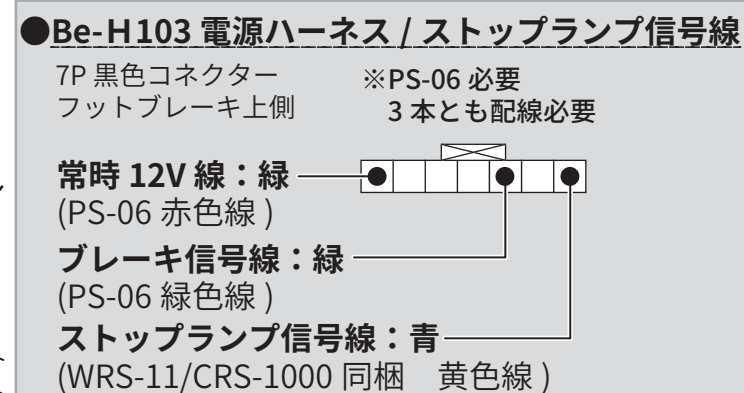 ●Be-H103 電源ハーネス / ストップランプ信号線
7P 黒色コネクター
フットブレーキ上側
※PS-06 必要
3 本とも配線必要
常時 12V 線：緑
(PS-06 赤色線 )
ブレーキ信号線：緑
(PS-06 緑色線 )
ストップランプ信号線：青
(WRS-11/CRS-1000 同梱　黄色線 )